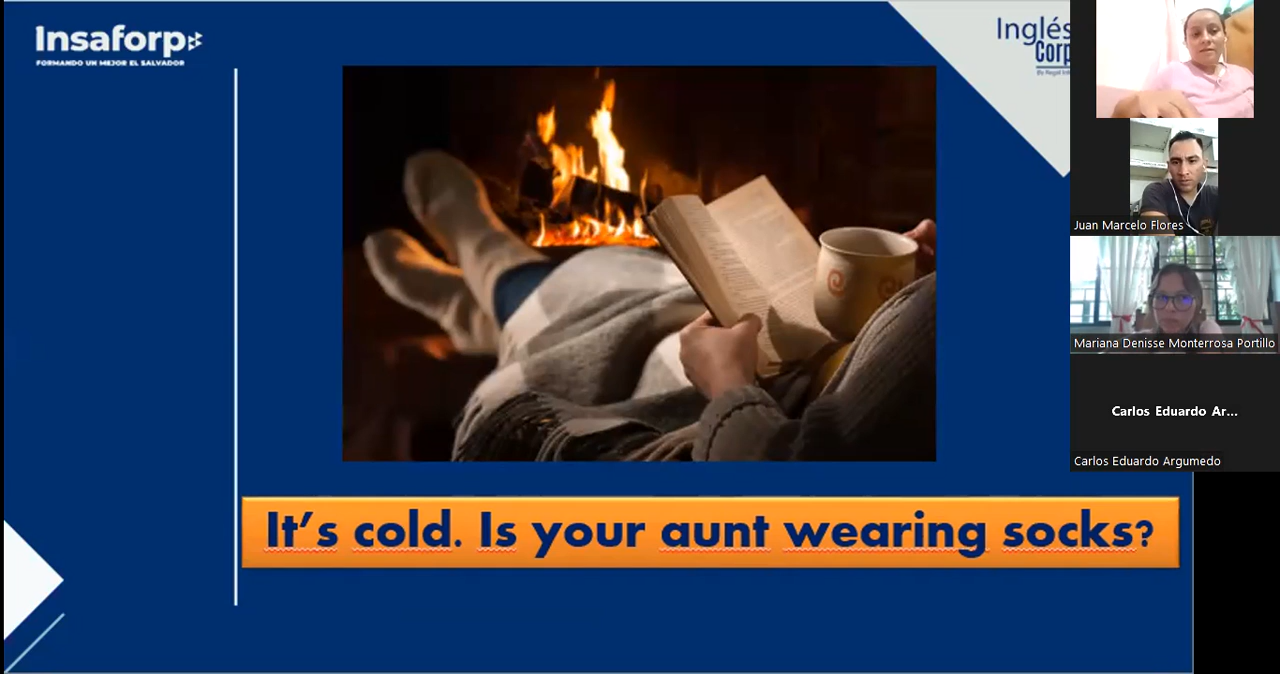 Insaforp
FORMANDO UN MEJOR EL SALVADOR
Inglés
Corp
Juan Marcelo Flores
Mariana Denisse Monterrosa Portillo
Carlos Eduardo Ar...
Carlos Eduardo Argumedo
It's cold. Is your aunt wearing socks?